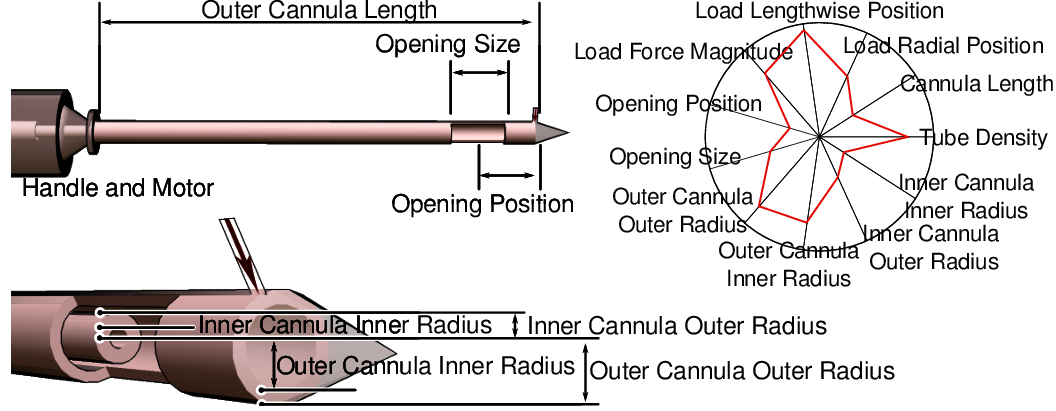 Outer Cannula Length
Opening Size
Handle and Motor
Opening Position
Load Lengthwise Position
Load Force Magnitude
Load Radial Position
Cannula Length
Opening Position
Tube Density
Opening Size
Inner Cannula
Inner Radius
Outer Cannula
Outer Radius
Inner Cannula
Outer Radius
Outer Cannula
Inner Radius
Inner Cannula Inner Radius
Inner Cannula Outer Radius
Outer Cannula Inner Radius
Outer Cannula Outer Radius